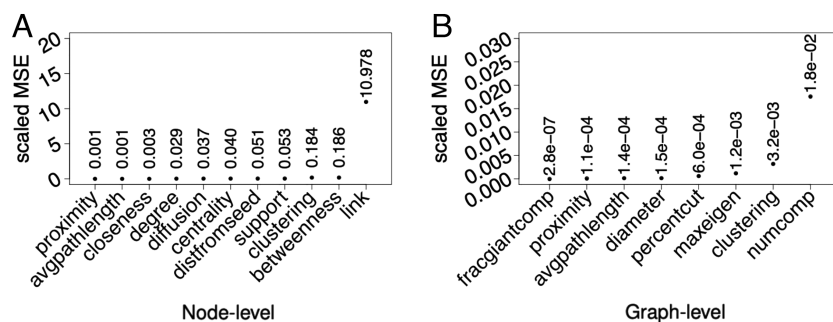 A
scaled MSE
20
15
10
5
0
0.001
0.001
0.003
0.029
0.037
0.040
0.051
0.053
0.184
0.186
10.978
proximity
avgpathlength
closeness
degree
diffusion
centrality
distfromseed
support
clustering
betweenness
link
Node-level
B
scaled MSE
0.030
0.025
0.020
0.015
0.010
0.005
0.000
2.8e−07
1.1e−04
1.4e−04
1.5e−04
6.0e−04
1.2e−03
3.2e−03
1.8e−02
fracgiantcomp
proximity
avgpathlength
diameter
percentcut
maxeigen
clustering
numcomp
Graph-level